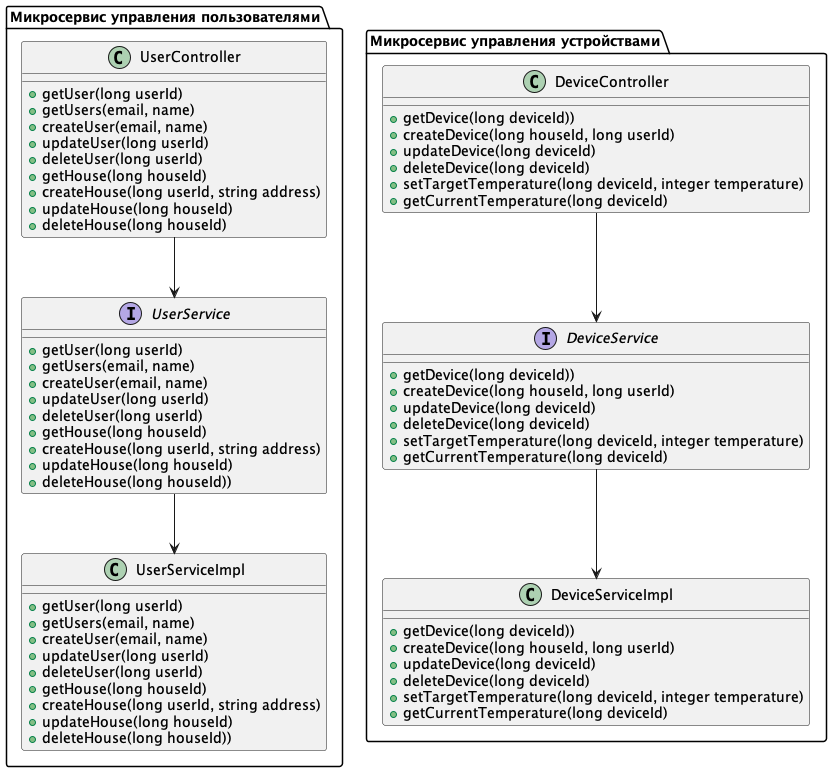 Микросервис управления пользователями
C UserController
getUser(long userId)
getUsers(email, name)
createUser(email, name)
updateUser(long userId)
deleteUser(long userId)
getHouse(long houseId)
createHouse(long userId, string address)
updateHouse(long houseId)
deleteHouse(long houseId)
I UserService
getUser(long userId)
getUsers(email, name)
createUser(email, name)
updateUser(long userId)
deleteUser(long userId)
getHouse(long houseId)
createHouse(long userId, string address)
updateHouse(long houseId)
deleteHouse(long houseId))
C UserServiceImpl
getUser(long userId)
getUsers(email, name)
createUser(email, name)
updateUser(long userId)
deleteUser(long userId)
getHouse(long houseId)
createHouse(long userId, string address)
updateHouse(long houseId)
deleteHouse(long houseId))
Микросервис управления устройствами
C DeviceController
getDevice(long deviceId))
createDevice(long houseId, long userId)
updateDevice(long deviceId)
deleteDevice(long deviceId)
setTargetTemperature(long deviceId, integer temperature)
getCurrentTemperature(long deviceId)
I DeviceService
getDevice(long deviceId))
createDevice(long houseId, long userId)
updateDevice(long deviceId)
deleteDevice(long deviceId)
setTargetTemperature(long deviceId, integer temperature)
getCurrentTemperature(long deviceId)
C DeviceServiceImpl
getDevice(long deviceId))
createDevice(long houseId, long userId)
updateDevice(long deviceId)
deleteDevice(long deviceId)
setTargetTemperature(long deviceId, integer temperature)
getCurrentTemperature(long deviceId)